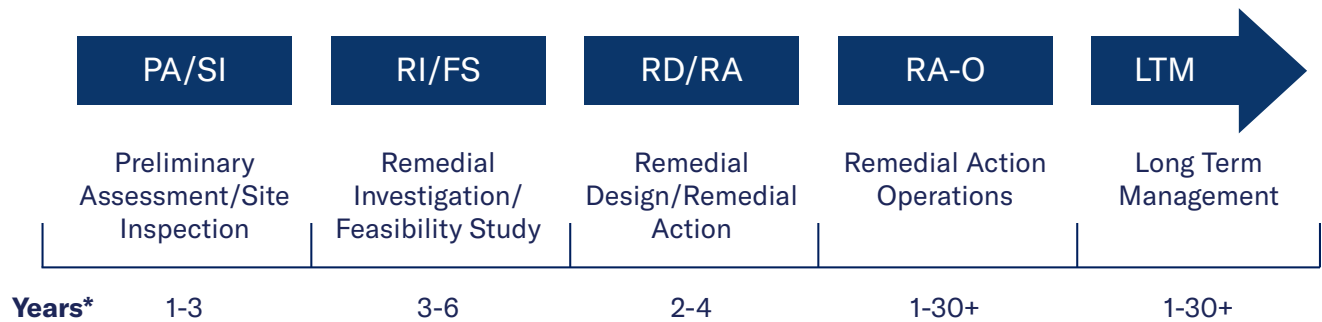 PA/SI
RI/FS
RD/RA
RA-O
LTM
Preliminary
Assessment/Site
Inspection
Remedial
Investigation/
Feasibility Study
Remedial
Design/Remedial
Action
Remedial Action
Operations
Long Term
Management
Years* 1-3 3-6 2-4 1-30+ 1-30+